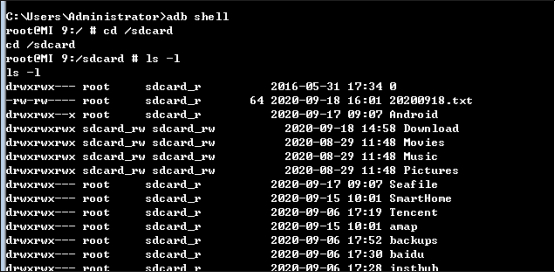 C:\Users\Administrator>adb shell
root@MI 9:/ # cd /sdcard
cd /sdcard
root@MI 9:/sdcard # ls -l
ls -l
drwxrwx--- root     sdcard_r          2016-05-31 17:34 0
-rw-rw---- root     sdcard_r       64 2020-09-18 16:01 20200918.txt
drwxrwx--x root     sdcard_r          2020-09-17 09:07 Android
drwxrwxrwx sdcard_rw sdcard_rw          2020-09-18 14:58 Download
drwxrwxrwx sdcard_rw sdcard_rw          2020-08-29 11:48 Movies
drwxrwxrwx sdcard_rw sdcard_rw          2020-08-29 11:48 Music
drwxrwxrwx sdcard_rw sdcard_rw          2020-08-29 11:48 Pictures
drwxrwx--- root     sdcard_r          2020-09-17 09:07 Seafile
drwxrwx--- root     sdcard_r          2020-09-15 10:01 SmartHome
drwxrwx--- root     sdcard_r          2020-09-06 17:19 Tencent
drwxrwx--- root     sdcard_r          2020-09-15 10:01 amap
drwxrwx--- root     sdcard_r          2020-09-06 17:52 backups
drwxrwx--- root     sdcard_r          2020-09-06 17:30 baidu
drwxrwx--- root     sdcard_r          2020-09-06 17:28